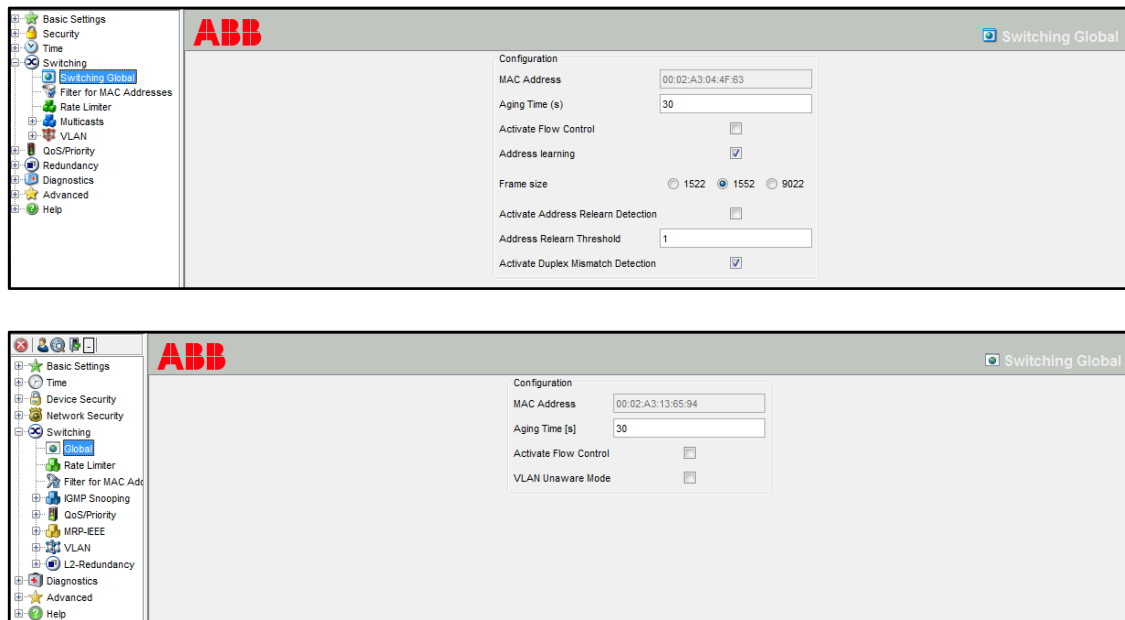 Basic Settings
Security
Time
Switching
Switching Global
Filter for MAC Addresses
Rate Limiter
Multicasts
VLAN
QoS/Priority
Redundancy
Diagnostics
Advanced
Help
ABB
Switching Global
Configuration
MAC Address 00:02:A3:04:4F:63
Aging Time (s) 30
Activate Flow Control
Address learning
Frame size 1522 1552 9022
Activate Address Relearn Detection
Address Relearn Threshold 1
Activate Duplex Mismatch Detection
Basic Settings
Time
Device Security
Network Security
Switching
Global
Rate Limiter
Filter for MAC Add
IGMP Snooping
QoS/Priority
MRP-IEEE
VLAN
L2-Redundancy
Diagnostics
Advanced
Help
ABB
Switching Global
Configuration
MAC Address 00:02:A3:13:65:94
Aging Time [s] 30
Activate Flow Control
VLAN Unaware Mode